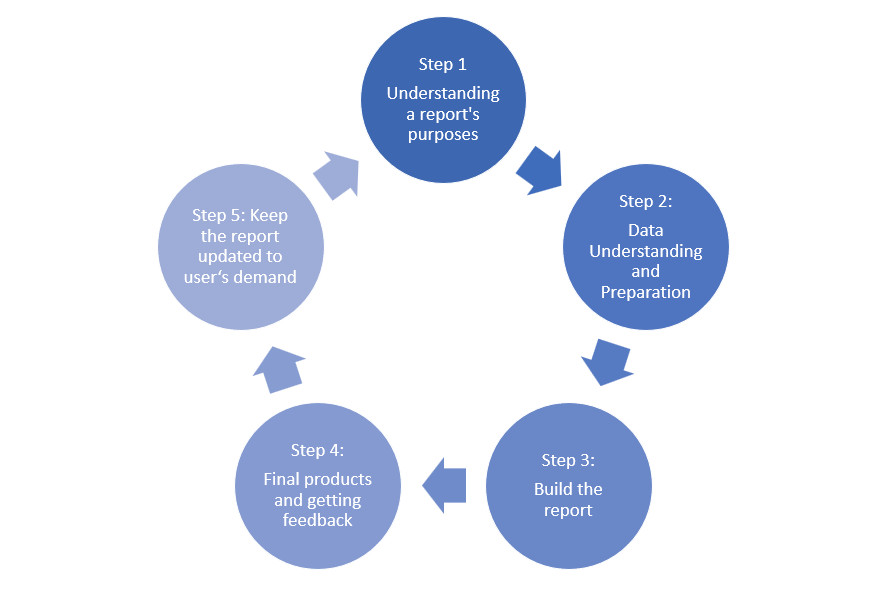 Step 1
Understanding
a report's
purposes
Step 2:
Data
Understanding
and
Preparation
Step 3:
Build the
report
Step 4:
Final products
and getting
feedback
Step 5: Keep
the report
updated to
user‘s demand